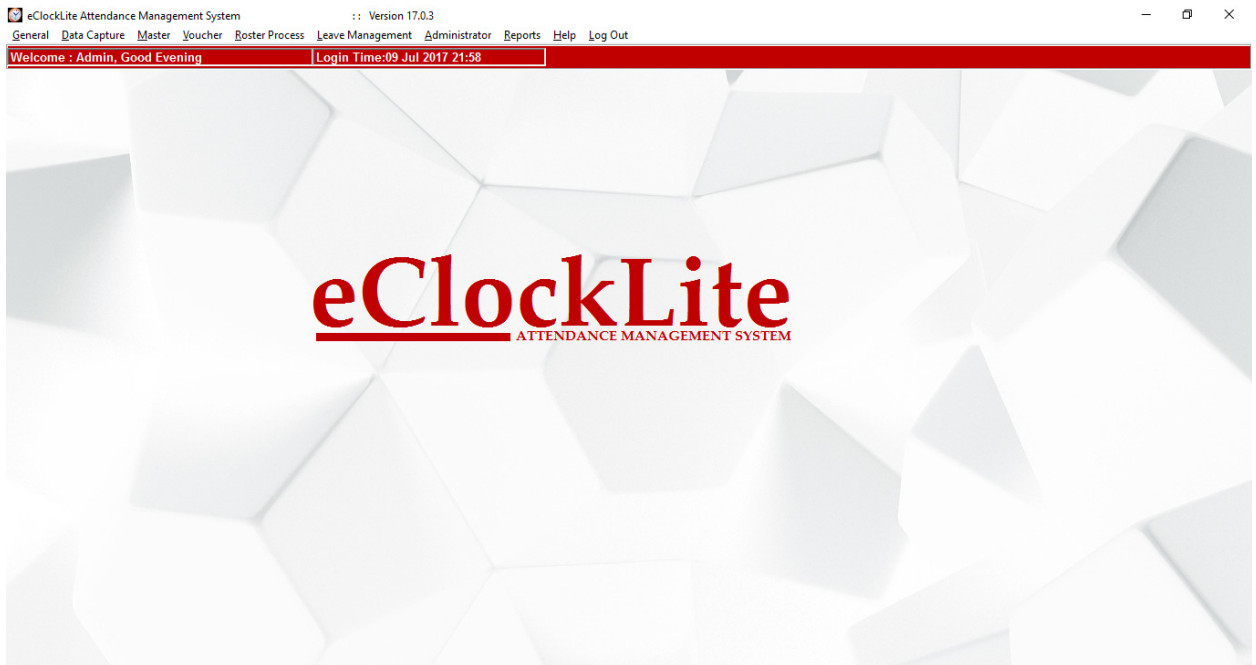 eClockLite Attendance Management System :: Version 17.0.3
General Data Capture Master Voucher Roster Process Leave Management Administrator Reports Help Log Out
Welcome : Admin, Good Evening Login Time:09 Jul 2017 21:58
eClockLite
ATTENDANCE MANAGEMENT SYSTEM